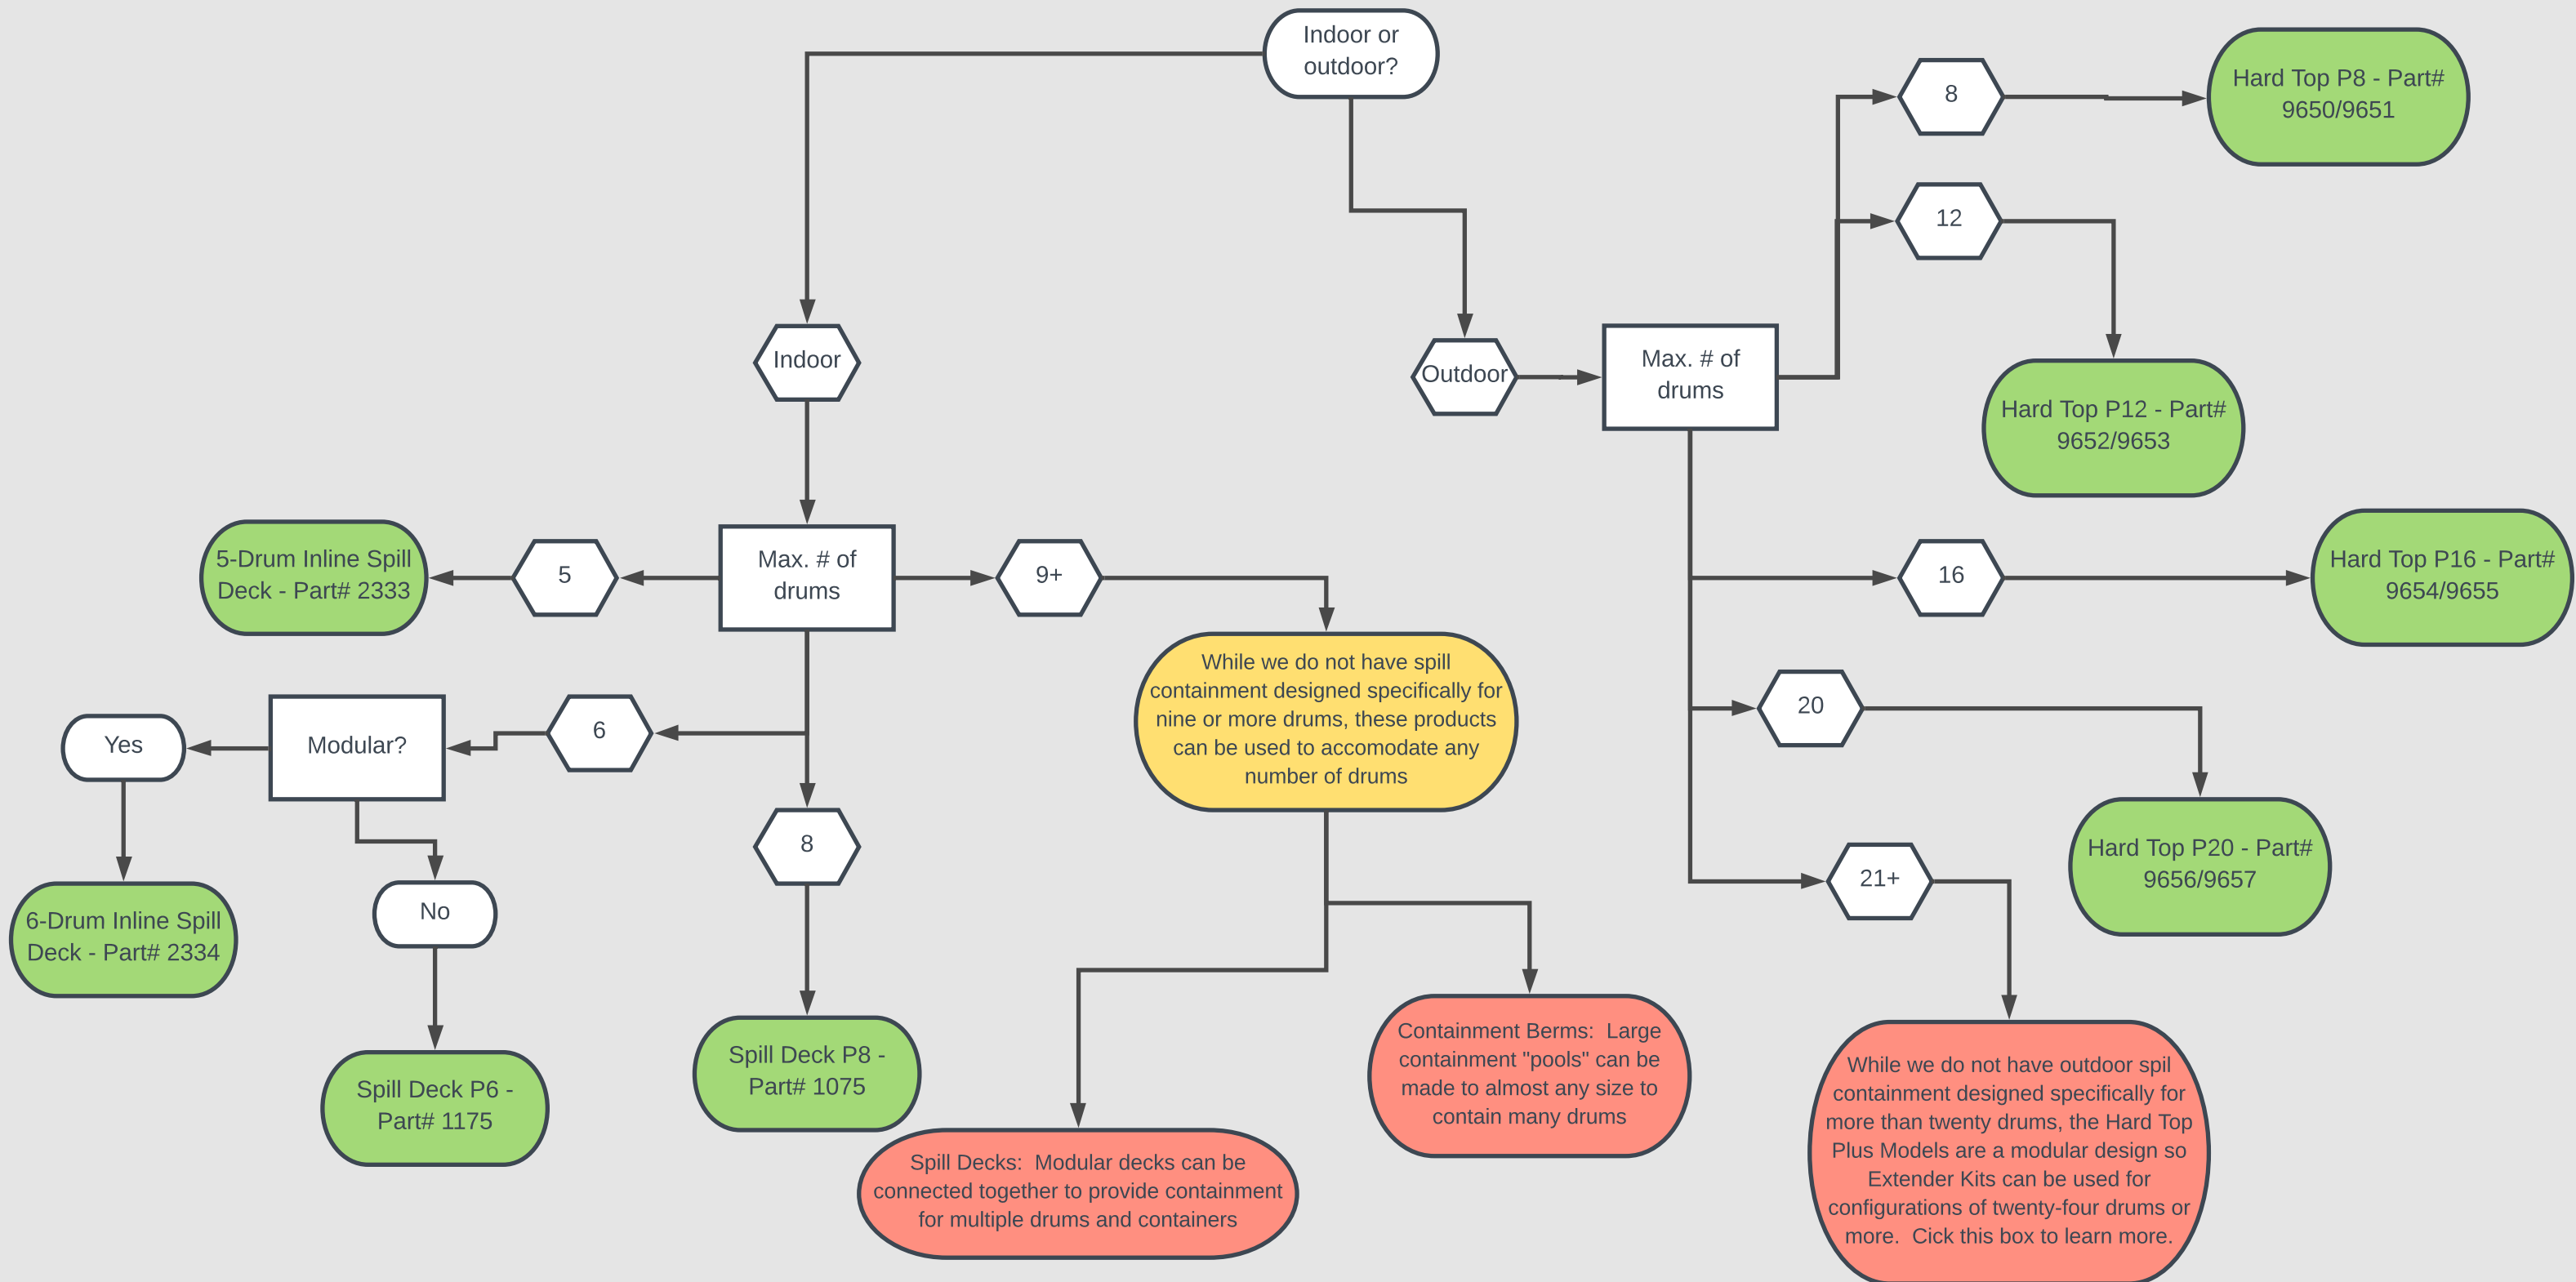 Indoor or
outdoor?
8
Hard Top P8 - Part#
9650/9651
12
Indoor
Outdoor
Max. # of
drums
Hard Top P12 - Part#
9652/9653
5-Drum Inline Spill
Deck - Part# 2333
5
Max. # of
drums
9+
16
Hard Top P16 - Part#
9654/9655
While we do not have spill
containment designed specifically for
nine or more drums, these products
can be used to accomodate any
number of drums
Yes
Modular?
6
20
8
Hard Top P20 - Part#
9656/9657
21+
6-Drum Inline Spill
Deck - Part# 2334
No
Spill Deck P6 -
Part# 1175
Spill Deck P8 -
Part# 1075
Containment Berms:  Large
containment "pools" can be
made to almost any size to
contain many drums
Spill Decks:  Modular decks can be
connected together to provide containment
for multiple drums and containers
While we do not have outdoor spil
containment designed specifically for
more than twenty drums, the Hard Top
Plus Models are a modular design so
Extender Kits can be used for
configurations of twenty-four drums or
more.  Cick this box to learn more.